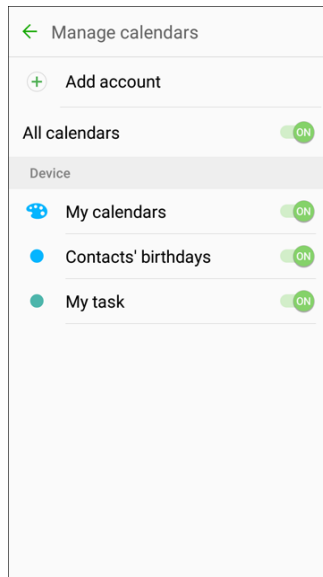 Manage calendars
Add account
All calendars ON
Device
My calendars ON
Contacts' birthdays ON
My task ON